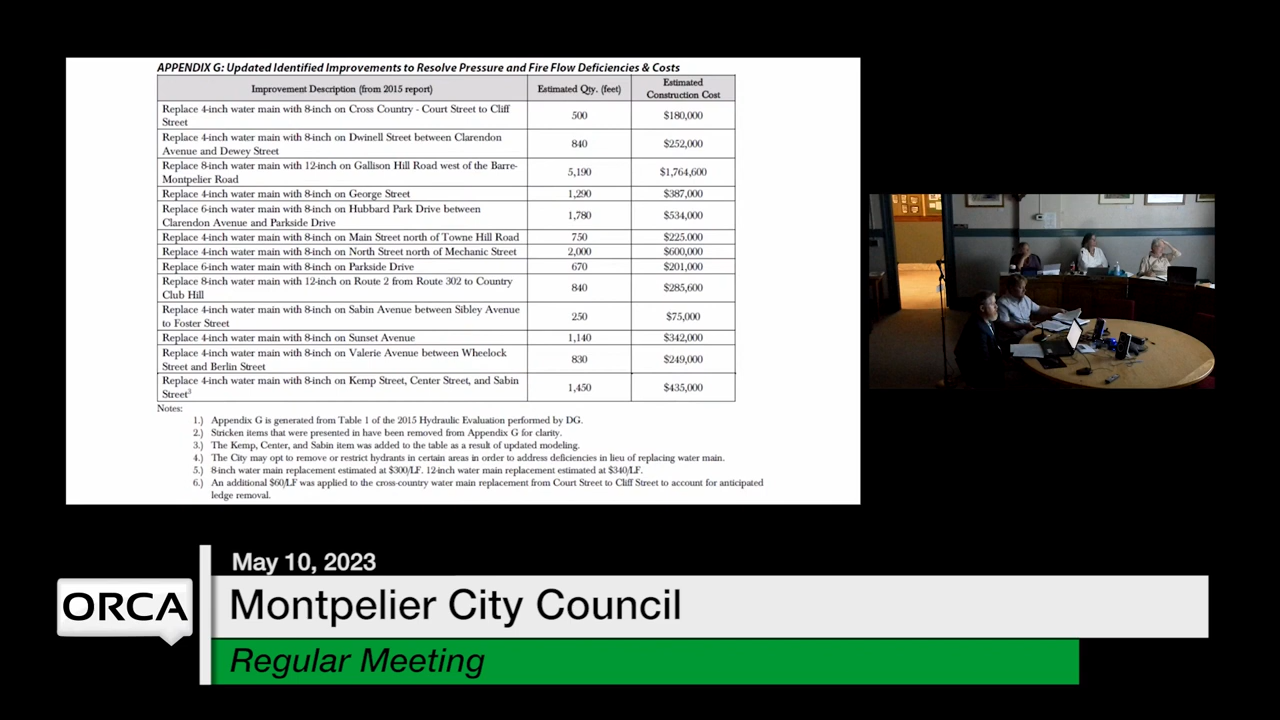 APPENDIX G: Updated Identified Improvements to Resolve Pressure and Fire Flow Deficiencies & Costs
Improvement Description (from 2015 report) Estimated Qty. (feet) Estimated Construction Cost
Replace 4-inch water main with 8-inch on Cross Country - Court Street to Cliff
Street
500 $180,000
Replace 4-inch water main with 8-inch on Dwinell Street between Clarendon
Avenue and Dewey Street
840 $252,000
Replace 8-inch water main with 12-inch on Gallison Hill Road west of the Barre-
Montpelier Road
5,190 $1,764,600
Replace 4-inch water main with 8-inch on George Street 1,290 $387,000
Replace 6-inch water main with 8-inch on Hubbard Park Drive between
Clarendon Avenue and Parkside Drive
1,780 $534,000
Replace 4-inch water main with 8-inch on Main Street north of Towne Hill Road 750 $225,000
Replace 4-inch water main with 8-inch on North Street north of Mechanic Street 2,000 $600,000
Replace 6-inch water main with 8-inch on Parkside Drive 670 $201,000
Replace 8-inch water main with 12-inch on Route 2 from Route 302 to Country
Club Hill
840 $285,600
Replace 4-inch water main with 8-inch on Sabin Avenue between Sibley Avenue
to Foster Street
250 $75,000
Replace 4-inch water main with 8-inch on Sunset Avenue 1,140 $342,000
Replace 4-inch water main with 8-inch on Valerie Avenue between Wheelock
Street and Berlin Street
830 $249,000
Replace 4-inch water main with 8-inch on Kemp Street, Center Street, and Sabin
Street³
1,450 $435,000
Notes:
1.) Appendix G is generated from Table 1 of the 2015 Hydraulic Evaluation performed by DG.
2.) Stricken items that were presented in have been removed from Appendix G for clarity.
3.) The Kemp, Center, and Sabin item was added to the table as a result of updated modeling.
4.) The City may opt to remove or restrict hydrants in certain areas in order to address deficiencies in lieu of replacing water main.
5.) 8-inch water main replacement estimated at $300/LF. 12-inch water main replacement estimated at $340/LF.
6.) An additional $60/LF was applied to the cross-country water main replacement from Court Street to Cliff Street to account for anticipated
ledge removal.
May 10, 2023
ORCA
Montpelier City Council
Regular Meeting